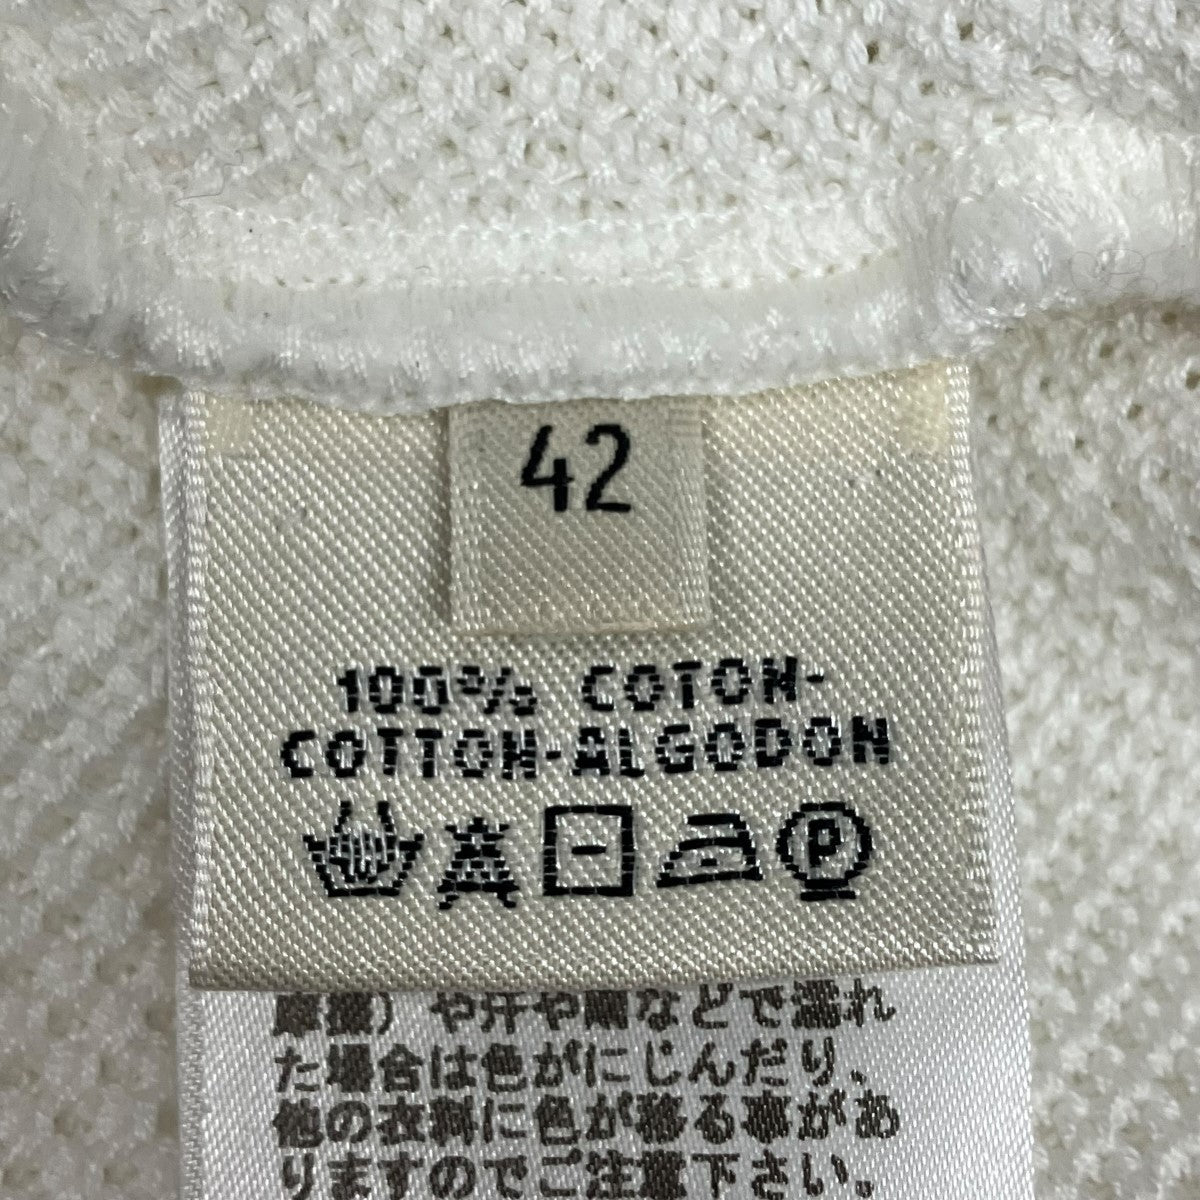 42
100% COTON-
COTTON-ALGODON
P
摩擦）や汗や雨などで濡れ
た場合は色がにじんだり、
他の衣料に色が移る事があ
りますのでご注意下さい。